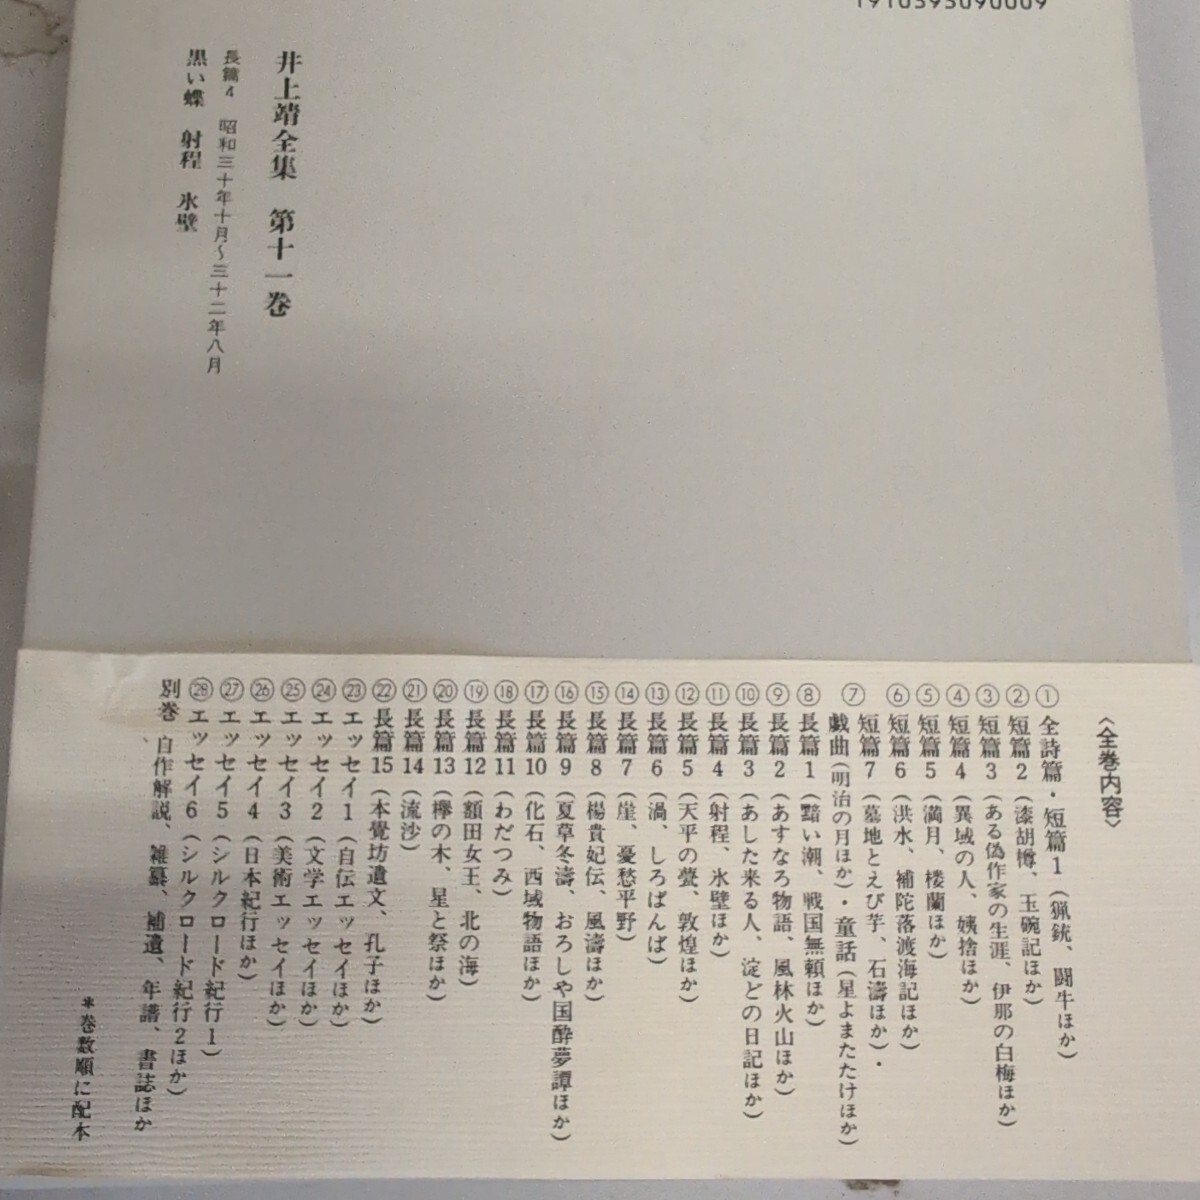 1910395090009
井上靖全集　第十一巻
長篇4　昭和三十年十月～三十二年八月
黒い蝶　射程　氷壁
〈全巻内容〉
①全詩篇・短篇1（猟銃、闘牛ほか）
②短篇2（漆胡樽、玉碗記ほか）
③短篇3（ある偽作家の生涯、伊那の白梅ほか）
④短篇4（異域の人、姨捨ほか）
⑤短篇5（満月、楼蘭ほか）
⑥短篇6（洪水、補陀落渡海記ほか）
⑦短篇7（墓地とえび芋、石濤ほか）・
戯曲（明治の月ほか）・童話（星よまたたけほか）
⑧長篇1（黯い潮、戦国無頼ほか）
⑨長篇2（あすなろ物語、風林火山ほか）
⑩長篇3（あした来る人、淀どの日記ほか）
⑪長篇4（射程、氷壁ほか）
⑫長篇5（天平の甍、敦煌ほか）
⑬長篇6（渦、しろばんば）
⑭長篇7（崖、憂愁平野）
⑮長篇8（楊貴妃伝、風濤ほか）
⑯長篇9（夏草冬濤、おろしや国酔夢譚ほか）
⑰長篇10（化石、西域物語ほか）
⑱長篇11（わだつみ）
⑲長篇12（額田女王、北の海）
⑳長篇13（欅の木、星と祭ほか）
㉑長篇14（流沙）
㉒長篇15（本覺坊遺文、孔子ほか）
㉓エッセイ1（自伝エッセイほか）
㉔エッセイ2（文学エッセイほか）
㉕エッセイ3（美術エッセイほか）
㉖エッセイ4（日本紀行ほか）
㉗エッセイ5（シルクロード紀行1）
㉘エッセイ6（シルクロード紀行2ほか）
別巻　自作解説、雑纂、補遺、年譜、書誌ほか
＊巻数順に配本